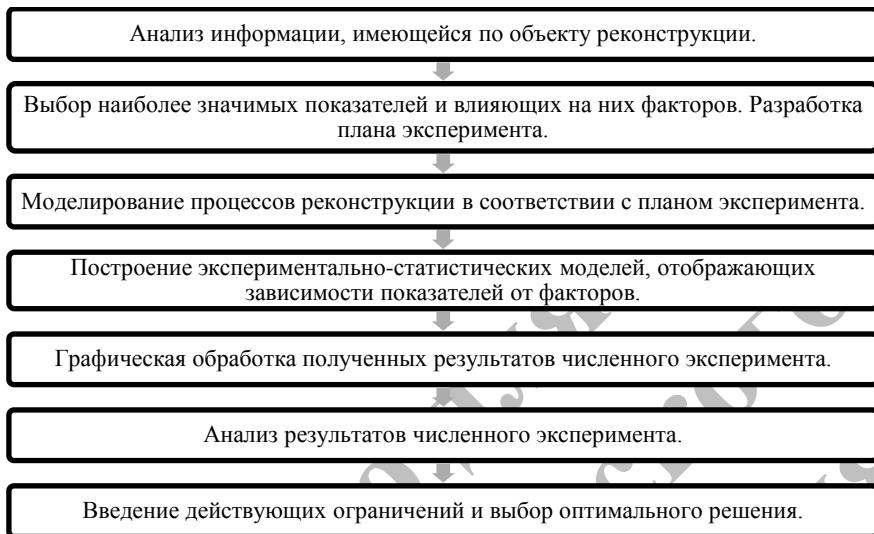 Анализ информации, имеющейся по объекту реконструкции.
Выбор наиболее значимых показателей и влияющих на них факторов. Разработка
плана эксперимента.
Моделирование процессов реконструкции в соответствии с планом эксперимента.
Построение экспериментально-статистических моделей, отображающих
зависимости показателей от факторов.
Графическая обработка полученных результатов численного эксперимента.
Анализ результатов численного эксперимента.
Введение действующих ограничений и выбор оптимального решения.